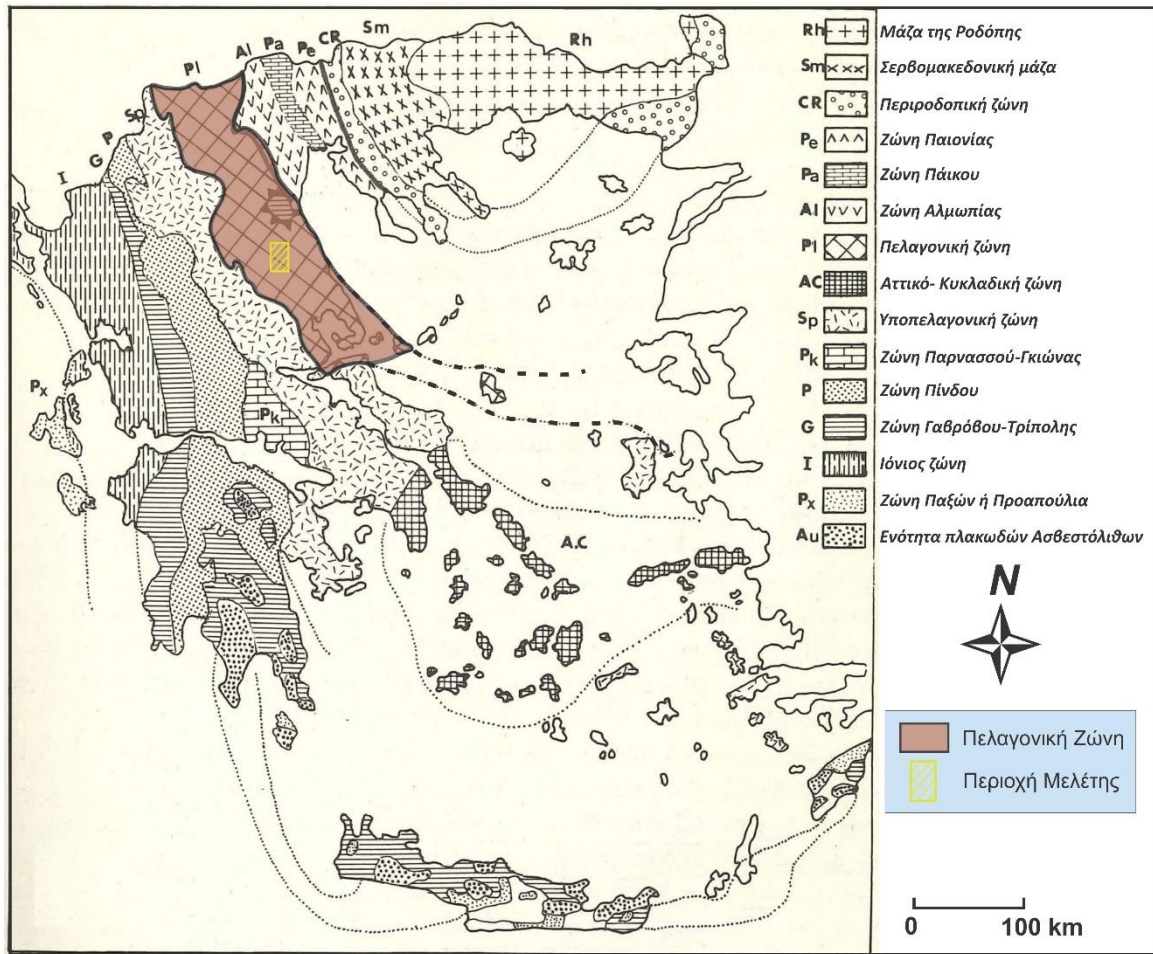 Sm
CR
Pe
Pa
Al
Pl
Sp
P
G
I
Rh
Px
Pk
A.C
Rh Μάζα της Ροδόπης
Sm Σερβομακεδονική μάζα
CR Περιροδοπική ζώνη
Pe Ζώνη Παιονίας
Pa Ζώνη Πάικου
Al Ζώνη Αλμωπίας
Pl Πελαγονική ζώνη
AC Αττικό- Κυκλαδική ζώνη
Sp Υποπελαγονική ζώνη
Pk Ζώνη Παρνασσού-Γκιώνας
P Ζώνη Πίνδου
G Ζώνη Γαβρόβου-Τρίπολης
I Ιόνιος ζώνη
Px Ζώνη Παξών ή Προαπούλια
Au Ενότητα πλακωδών Ασβεστόλιθων
N
Πελαγονική Ζώνη
Περιοχή Μελέτης
0 100 km